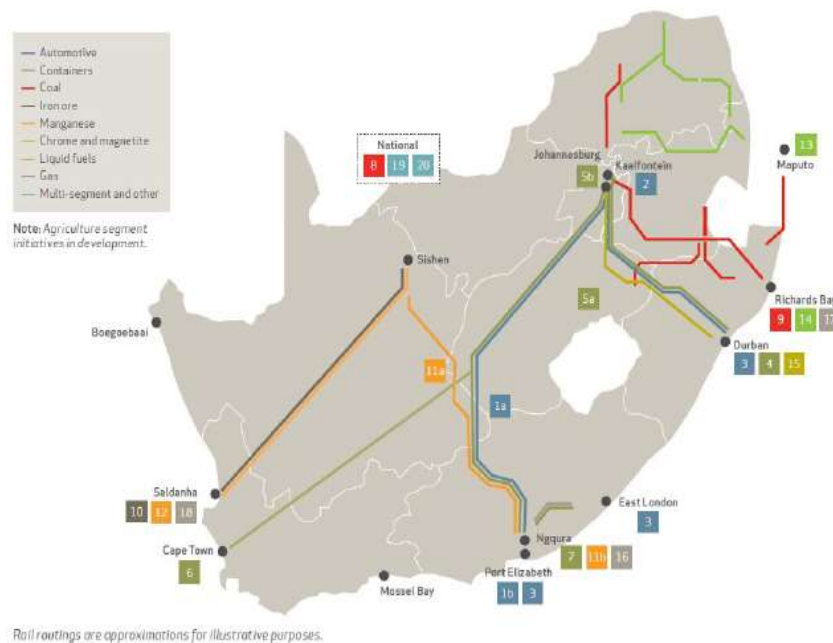 Automotive
Containers
Coal
Iron ore
Manganese
Chrome and magnetite
Liquid fuels
Gas
Multi-segment and other
Note: Agriculture segment
initiatives in development.
National
8 19 20
Johannesburg
Kaalfontein
5b 2
13
Maputo
Sishen
Boegoebaai
5a
Richards Bay
9 14 17
Durban
3 4 15
11a
1a
Saldanha
10 12 18
East London
3
Cape Town
6
Ngqura
7 11b 16
Port Elizabeth
1b 3
Mossel Bay
Rail routings are approximations for illustrative purposes.